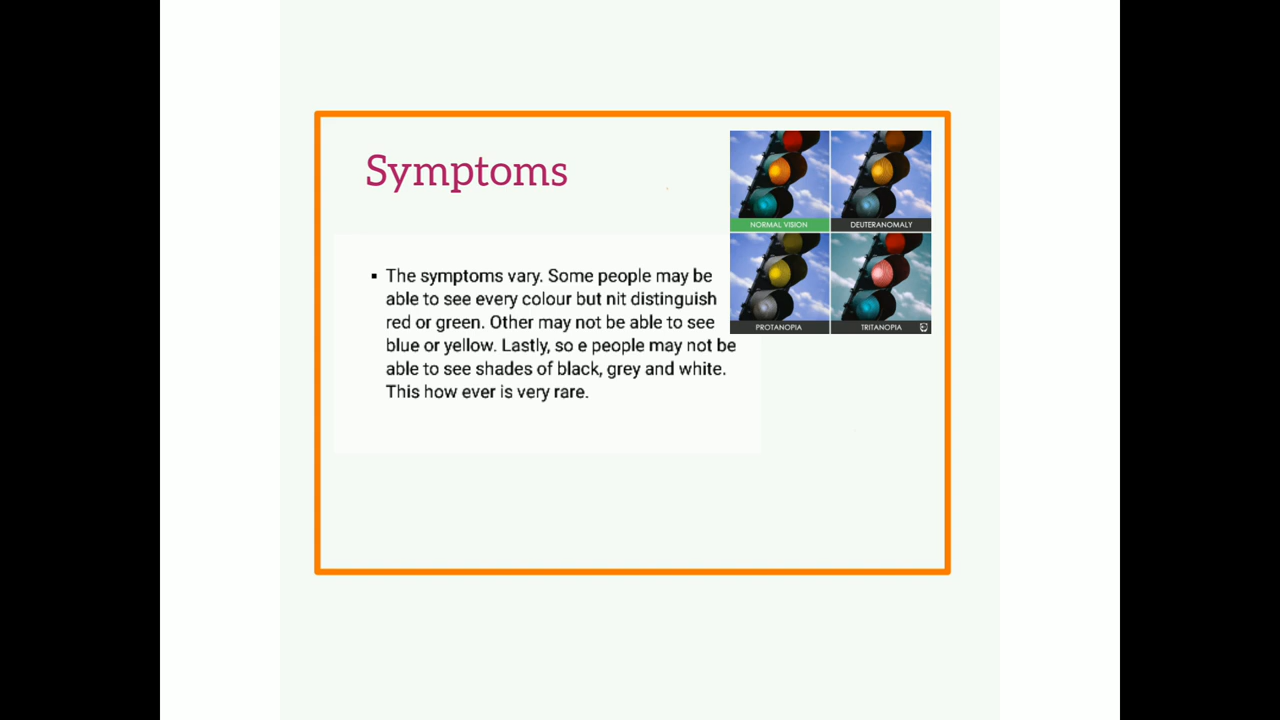 Symptoms
NORMAL VISION
DEUTERANOMALY
PROTANOPIA
TRITANOPIA
▪ The symptoms vary. Some people may be
able to see every colour but nit distinguish
red or green. Other may not be able to see
blue or yellow. Lastly, so e people may not be
able to see shades of black, grey and white.
This how ever is very rare.